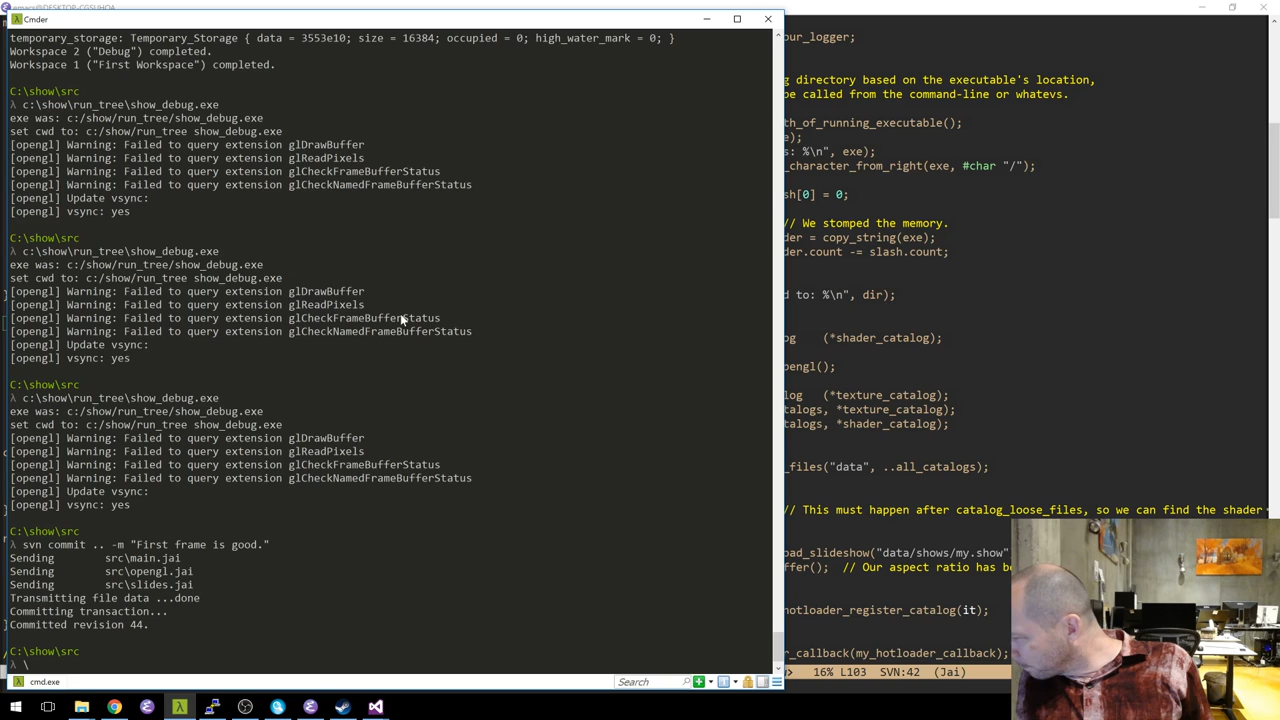 emacs@DESKTOP-CGSUHOA
Cmder
temporary_storage: Temporary_Storage { data = 3553e10; size = 16384; occupied = 0; high_water_mark = 0; }
Workspace 2 ("Debug") completed.
Workspace 1 ("First Workspace") completed.
C:\show\src
λ c:\show\run_tree\show_debug.exe
exe was: c:/show/run_tree/show_debug.exe
set cwd to: c:/show/run_tree show_debug.exe
[opengl] Warning: Failed to query extension glDrawBuffer
[opengl] Warning: Failed to query extension glReadPixels
[opengl] Warning: Failed to query extension glCheckFrameBufferStatus
[opengl] Warning: Failed to query extension glCheckNamedFrameBufferStatus
[opengl] Update vsync:
[opengl] vsync: yes
C:\show\src
λ c:\show\run_tree\show_debug.exe
exe was: c:/show/run_tree/show_debug.exe
set cwd to: c:/show/run_tree show_debug.exe
[opengl] Warning: Failed to query extension glDrawBuffer
[opengl] Warning: Failed to query extension glReadPixels
[opengl] Warning: Failed to query extension glCheckFrameBufferStatus
[opengl] Warning: Failed to query extension glCheckNamedFrameBufferStatus
[opengl] Update vsync:
[opengl] vsync: yes
C:\show\src
λ c:\show\run_tree\show_debug.exe
exe was: c:/show/run_tree/show_debug.exe
set cwd to: c:/show/run_tree show_debug.exe
[opengl] Warning: Failed to query extension glDrawBuffer
[opengl] Warning: Failed to query extension glReadPixels
[opengl] Warning: Failed to query extension glCheckFrameBufferStatus
[opengl] Warning: Failed to query extension glCheckNamedFrameBufferStatus
[opengl] Update vsync:
[opengl] vsync: yes
C:\show\src
λ svn commit .. -m "First frame is good."
Sending        src\main.jai
Sending        src\opengl.jai
Sending        src\slides.jai
Transmitting file data ...done
Committing transaction...
Committed revision 44.
C:\show\src
λ \
cmd.exe
Search
our_logger;
g directory based on the executable's location,
be called from the command-line or whatevs.
th_of_running_executable();
e);
s: %\n", exe);
_character_from_right(exe, #char "/");
sh[0] = 0;
// We stomped the memory.
der = copy_string(exe);
der.count -= slash.count;
d to: %\n", dir);
og    (*shader_catalog);
pengl();
log   (*texture_catalog);
talogs, *texture_catalog);
talogs, *shader_catalog);
_files("data", ..all_catalogs);
// This must happen after catalog_loose_files, so we can find the shader
oad_slideshow("data/shows/my.show"
ffer();  // Our aspect ratio has be
hotloader_register_catalog(it);
r_callback(my_hotloader_callback);
16% L103  SVN:42  (Jai)